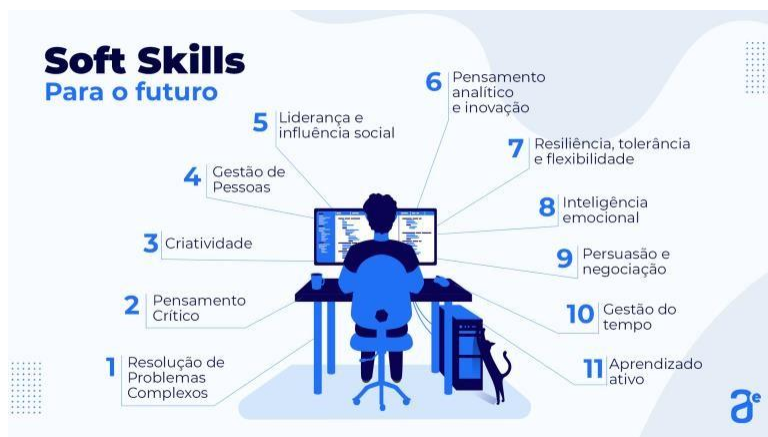 Soft Skills
Para o futuro
1
Resolução de
Problemas
Complexos
2
Pensamento
Crítico
3
Criatividade
4
Gestão de
Pessoas
5
Liderança e
influência social
6
Pensamento
analítico
e inovação
7
Resiliência, tolerância
e flexibilidade
8
Inteligência
emocional
9
Persuasão e
negociação
10
Gestão do
tempo
11
Aprendizado
ativo
ae